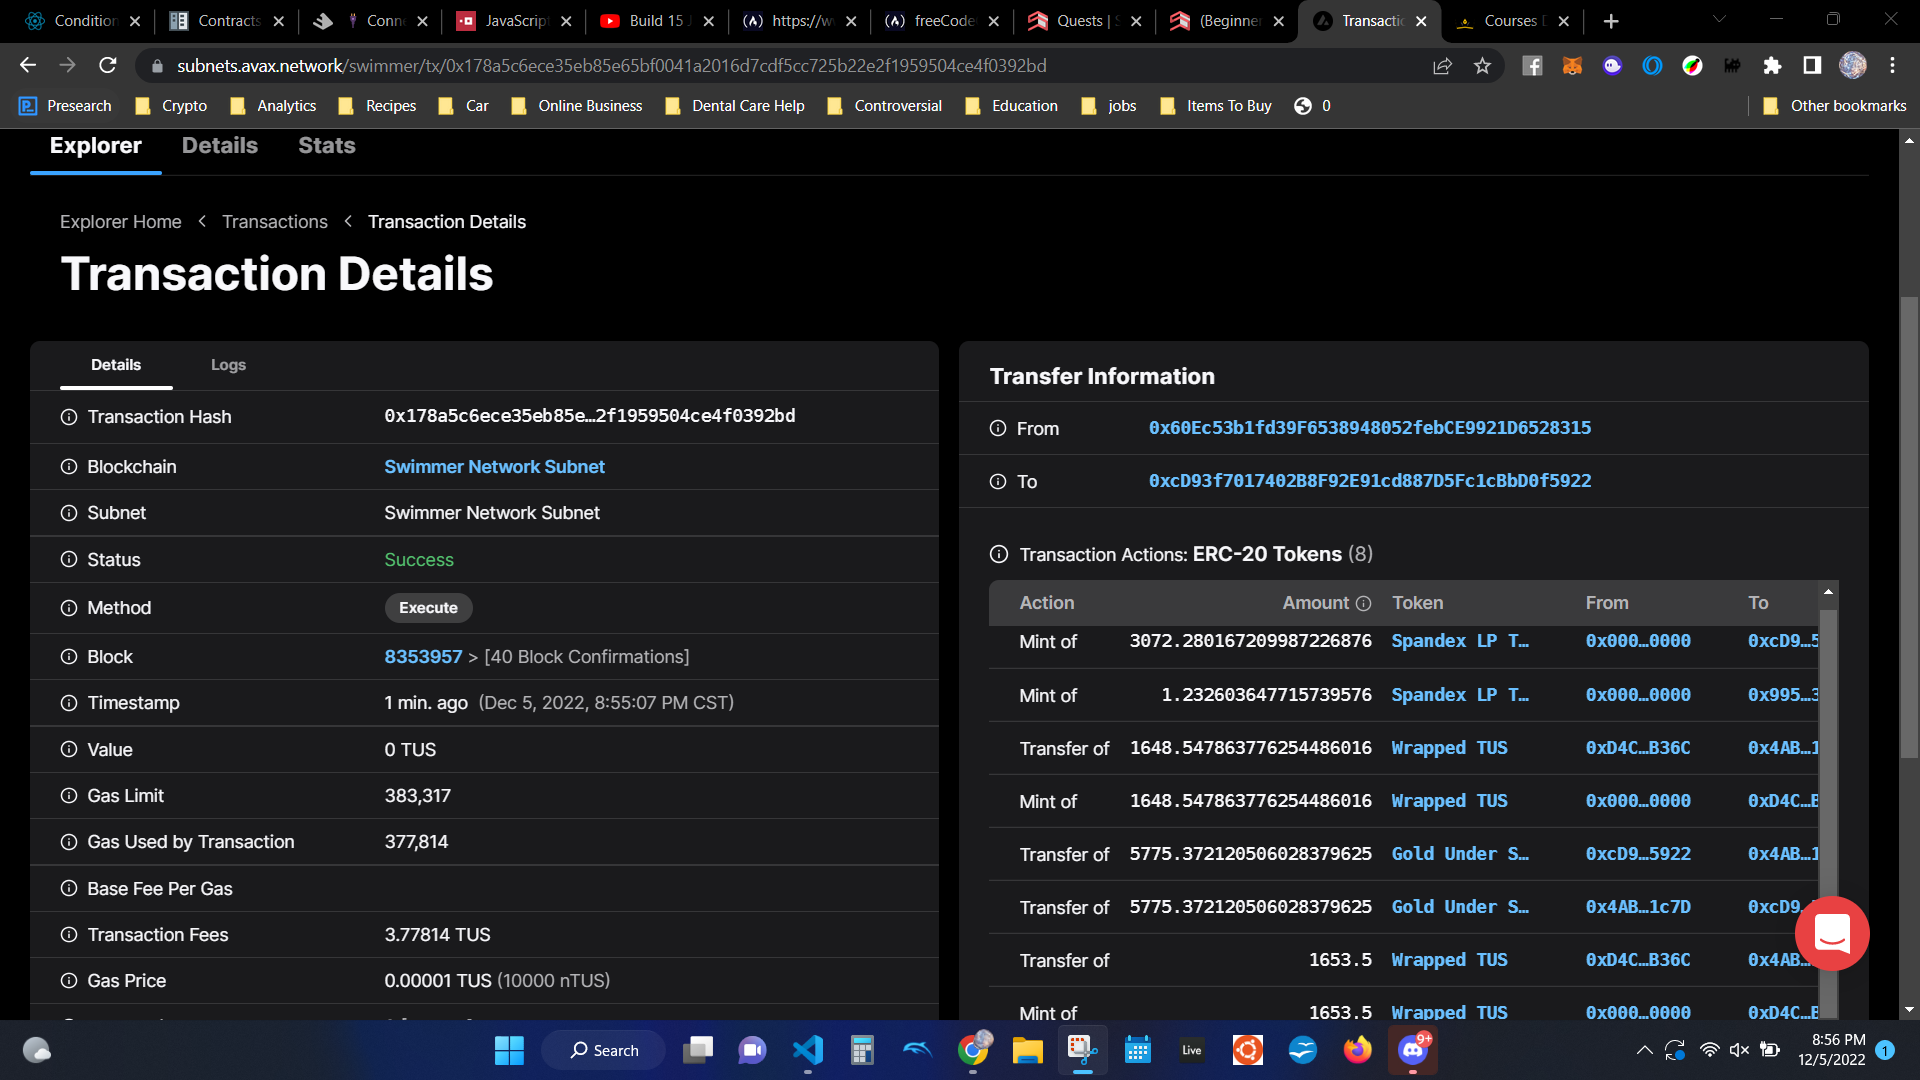 Condition
Contracts
Conne
JavaScript
Build 15 J
https://w
freeCode
Quests | S
(Beginner
Transactio
Courses D
subnets.avax.network/swimmer/tx/0x178a5c6ece35eb85e65bf0041a2016d7cdf5cc725b22e2f1959504ce4f0392bd
Presearch
Crypto
Analytics
Recipes
Car
Online Business
Dental Care Help
Controversial
Education
jobs
Items To Buy
0
Other bookmarks
Explorer Details Stats
Explorer Home < Transactions < Transaction Details
Transaction Details
Details Logs
Transaction Hash 0x178a5c6ece35eb85e…2f1959504ce4f0392bd
Blockchain Swimmer Network Subnet
Subnet Swimmer Network Subnet
Status Success
Method Execute
Block 8353957 > [40 Block Confirmations]
Timestamp 1 min. ago (Dec 5, 2022, 8:55:07 PM CST)
Value 0 TUS
Gas Limit 383,317
Gas Used by Transaction 377,814
Base Fee Per Gas
Transaction Fees 3.77814 TUS
Gas Price 0.00001 TUS (10000 nTUS)
Transfer Information
From 0x60Ec53b1fd39F6538948052febCE9921D6528315
To 0xcD93f7017402B8F92E91cd887D5Fc1cBbD0f5922
Transaction Actions: ERC-20 Tokens (8)
Action Amount Token From To
Mint of 3072.280167209987226876 Spandex LP T… 0x000…0000 0xcD9…5
Mint of 1.232603647715739576 Spandex LP T… 0x000…0000 0x995…3
Transfer of 1648.547863776254486016 Wrapped TUS 0xD4C…B36C 0x4AB…1
Mint of 1648.547863776254486016 Wrapped TUS 0x000…0000 0xD4C…B
Transfer of 5775.372120506028379625 Gold Under S… 0xcD9…5922 0x4AB…1
Transfer of 5775.372120506028379625 Gold Under S… 0x4AB…1c7D 0xcD9…
Transfer of 1653.5 Wrapped TUS 0xD4C…B36C 0x4AB…
Mint of 1653.5 Wrapped TUS 0x000…0000 0xD4C…B
Search
Live
9+
8:56 PM
12/5/2022
1